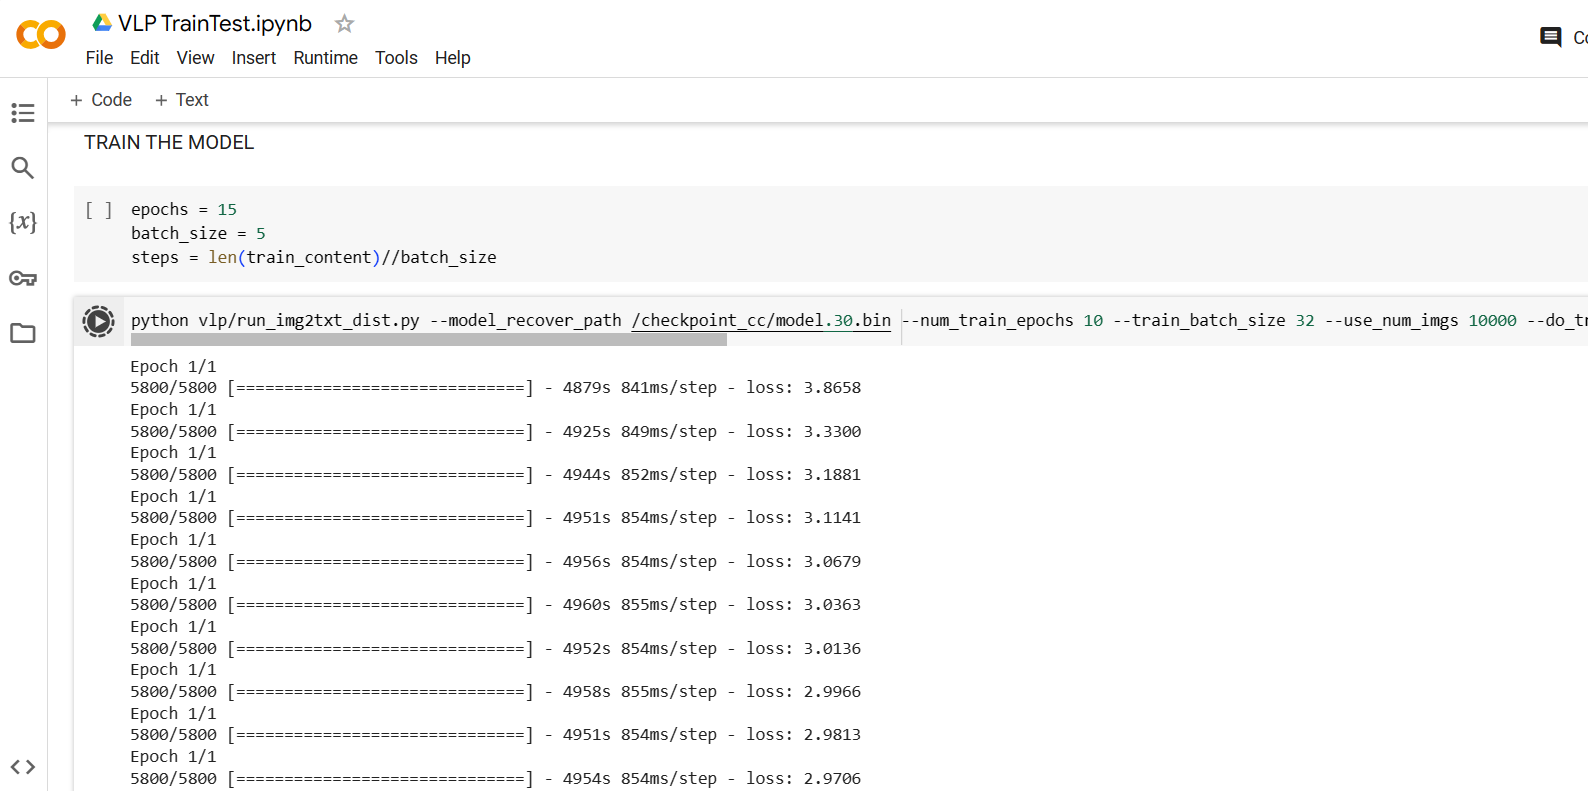 VLP TrainTest.ipynb
File Edit View Insert Runtime Tools Help
+ Code + Text
TRAIN THE MODEL
[ ] epochs = 15
batch_size = 5
steps = len(train_content)//batch_size
python vlp/run_img2txt_dist.py --model_recover_path /checkpoint_cc/model.30.bin --num_train_epochs 10 --train_batch_size 32 --use_num_imgs 10000 --do_tr
Epoch 1/1
5800/5800 [==============================] - 4879s 841ms/step - loss: 3.8658
Epoch 1/1
5800/5800 [==============================] - 4925s 849ms/step - loss: 3.3300
Epoch 1/1
5800/5800 [==============================] - 4944s 852ms/step - loss: 3.1881
Epoch 1/1
5800/5800 [==============================] - 4951s 854ms/step - loss: 3.1141
Epoch 1/1
5800/5800 [==============================] - 4956s 854ms/step - loss: 3.0679
Epoch 1/1
5800/5800 [==============================] - 4960s 855ms/step - loss: 3.0363
Epoch 1/1
5800/5800 [==============================] - 4952s 854ms/step - loss: 3.0136
Epoch 1/1
5800/5800 [==============================] - 4958s 855ms/step - loss: 2.9966
Epoch 1/1
5800/5800 [==============================] - 4951s 854ms/step - loss: 2.9813
Epoch 1/1
5800/5800 [==============================] - 4954s 854ms/step - loss: 2.9706